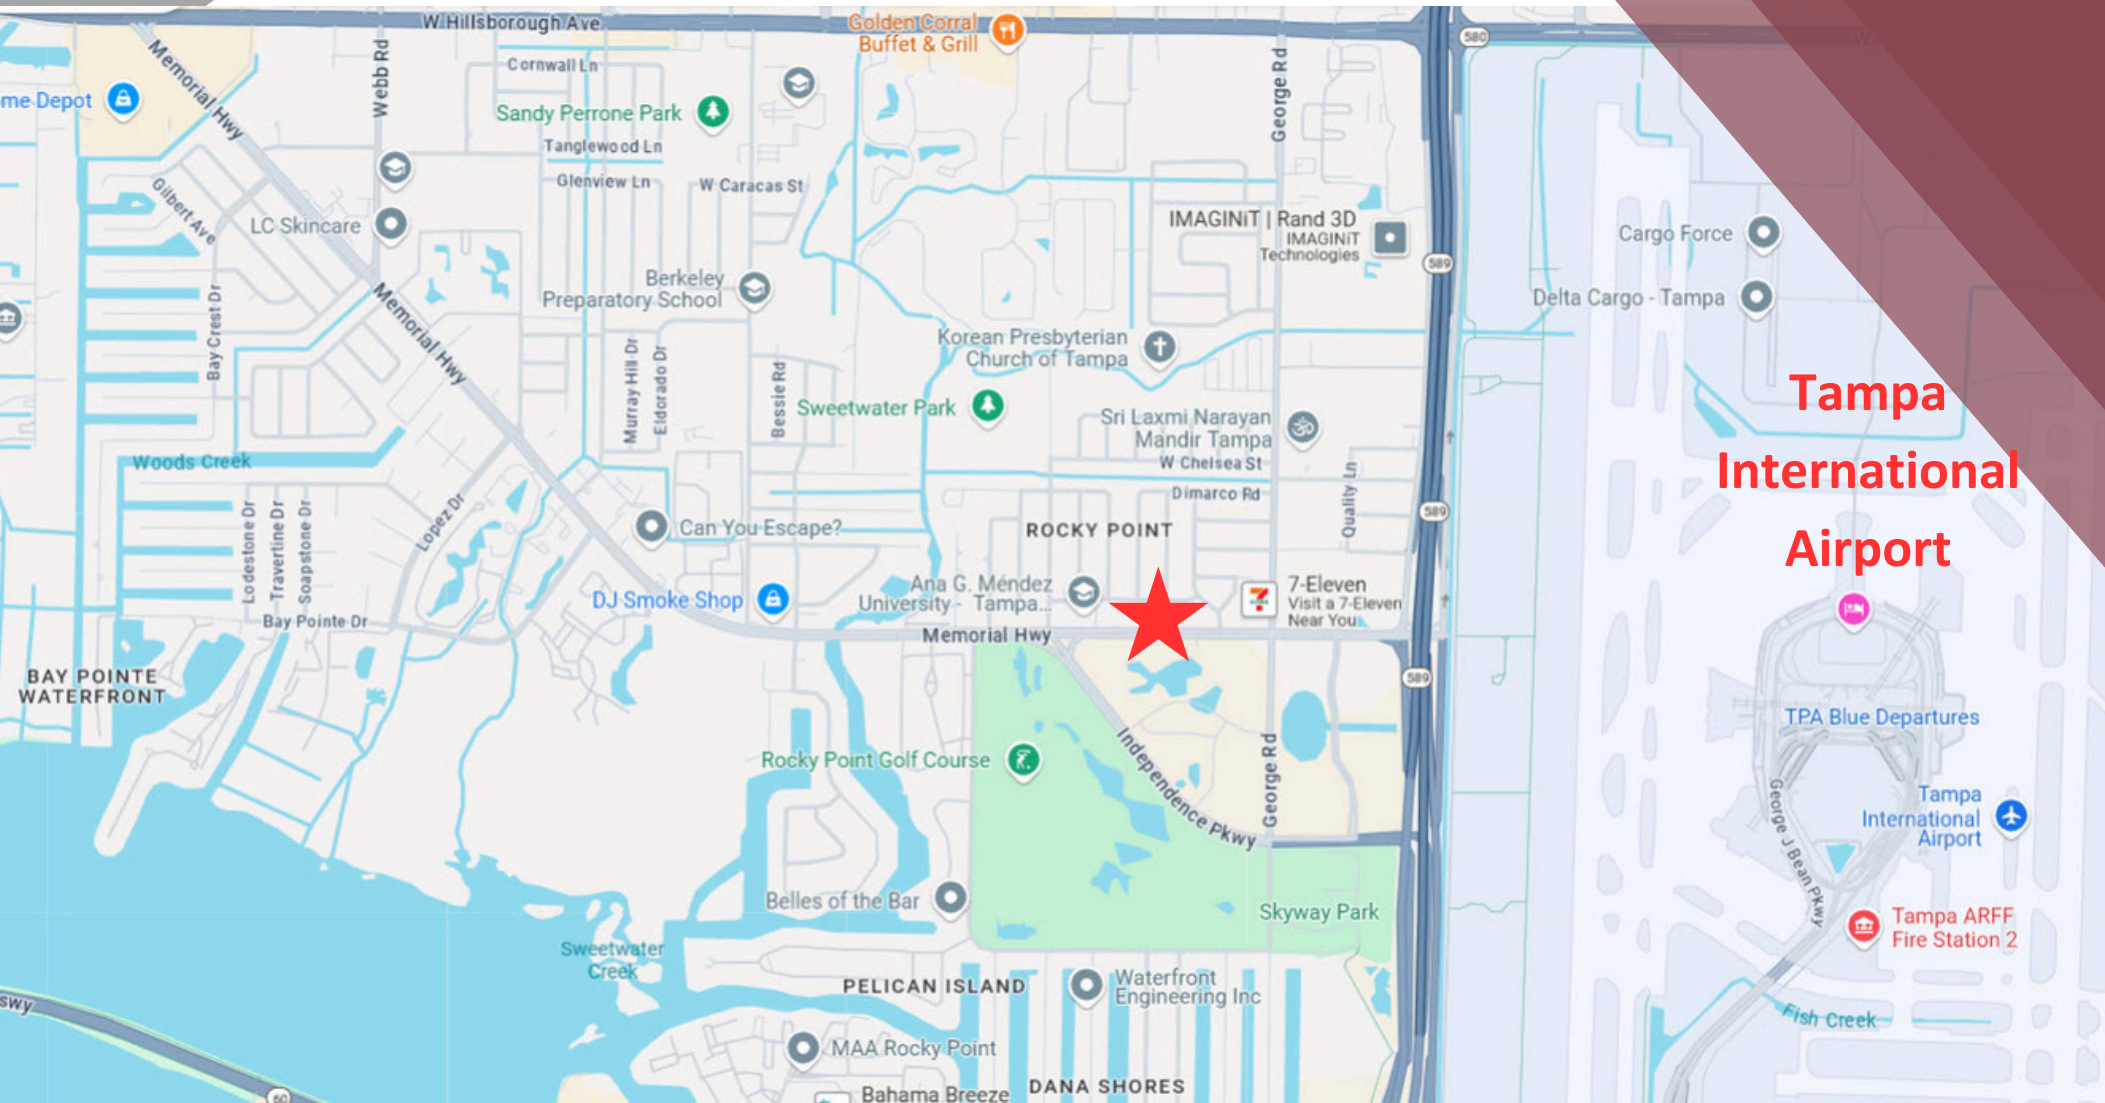 W Hillsborough Ave
Golden Corral
Buffet & Grill
580
Memorial Hwy
Webb Rd
Cornwall Ln
George Rd
me Depot
Sandy Perrone Park
Tanglewood Ln
Glenview Ln
W Caracas St
Gilbert Ave
LC Skincare
IMAGINiT | Rand 3D
IMAGINiT
Technologies
589
Cargo Force
Delta Cargo - Tampa
Berkeley
Preparatory School
Bay Crest Dr
Memorial Hwy
Murray Hill Dr
Eldorado Dr
Bessie Rd
Korean Presbyterian
Church of Tampa
Sweetwater Park
Sri Laxmi Narayan
Mandir Tampa
W Chelsea St
Dimarco Rd
Quality Ln
Tampa
International
Airport
Woods Creek
Lodestone Dr
Travertine Dr
Soapstone Dr
Lopez Dr
Can You Escape?
ROCKY POINT
589
Ana G. Méndez
University - Tampa...
7-Eleven
Visit a 7-Eleven
Near You
DJ Smoke Shop
Bay Pointe Dr
Memorial Hwy
BAY POINTE
WATERFRONT
589
TPA Blue Departures
Rocky Point Golf Course
Independence Pkwy
George Rd
George J Bean Pkwy
Tampa
International
Airport
Belles of the Bar
Skyway Park
Tampa ARFF
Fire Station 2
Sweetwater
Creek
PELICAN ISLAND
Waterfront
Engineering Inc
swy
Fish Creek
MAA Rocky Point
60
Bahama Breeze
DANA SHORES